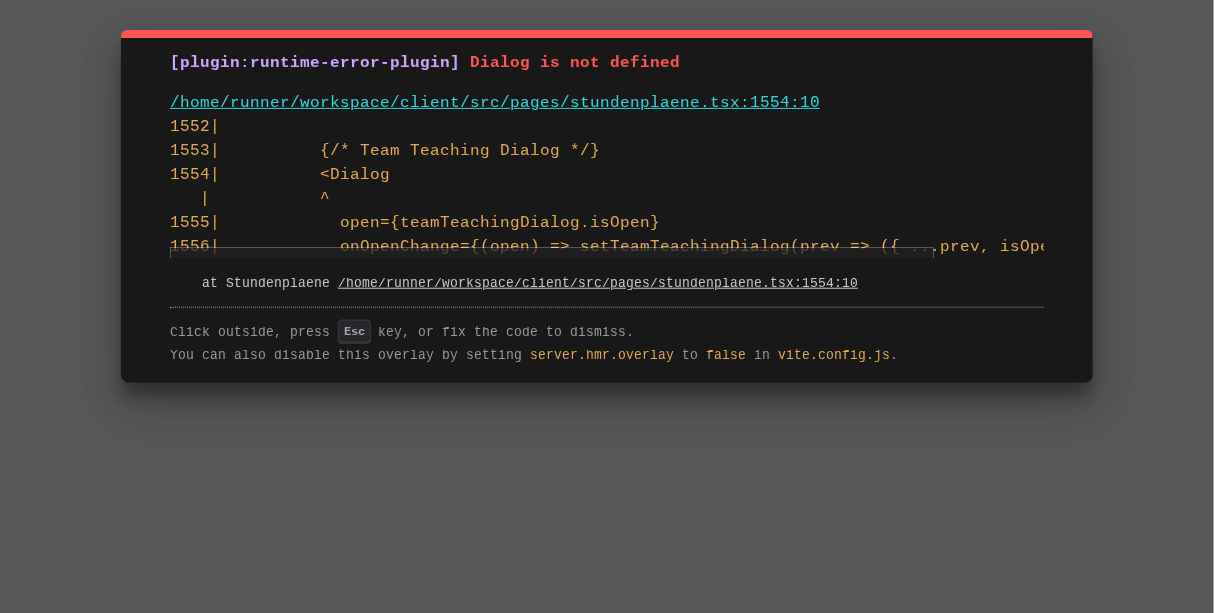 [plugin:runtime-error-plugin] Dialog is not defined
/home/runner/workspace/client/src/pages/stundenplaene.tsx:1554:10
1552|
1553|          {/* Team Teaching Dialog */}
1554|          <Dialog
   |           ^
1555|            open={teamTeachingDialog.isOpen}
1556|            onOpenChange={(open) => setTeamTeachingDialog(prev => ({ ...prev, isOpe
at Stundenplaene /home/runner/workspace/client/src/pages/stundenplaene.tsx:1554:10
Click outside, press Esc key, or fix the code to dismiss.
You can also disable this overlay by setting server.hmr.overlay to false in vite.config.js.